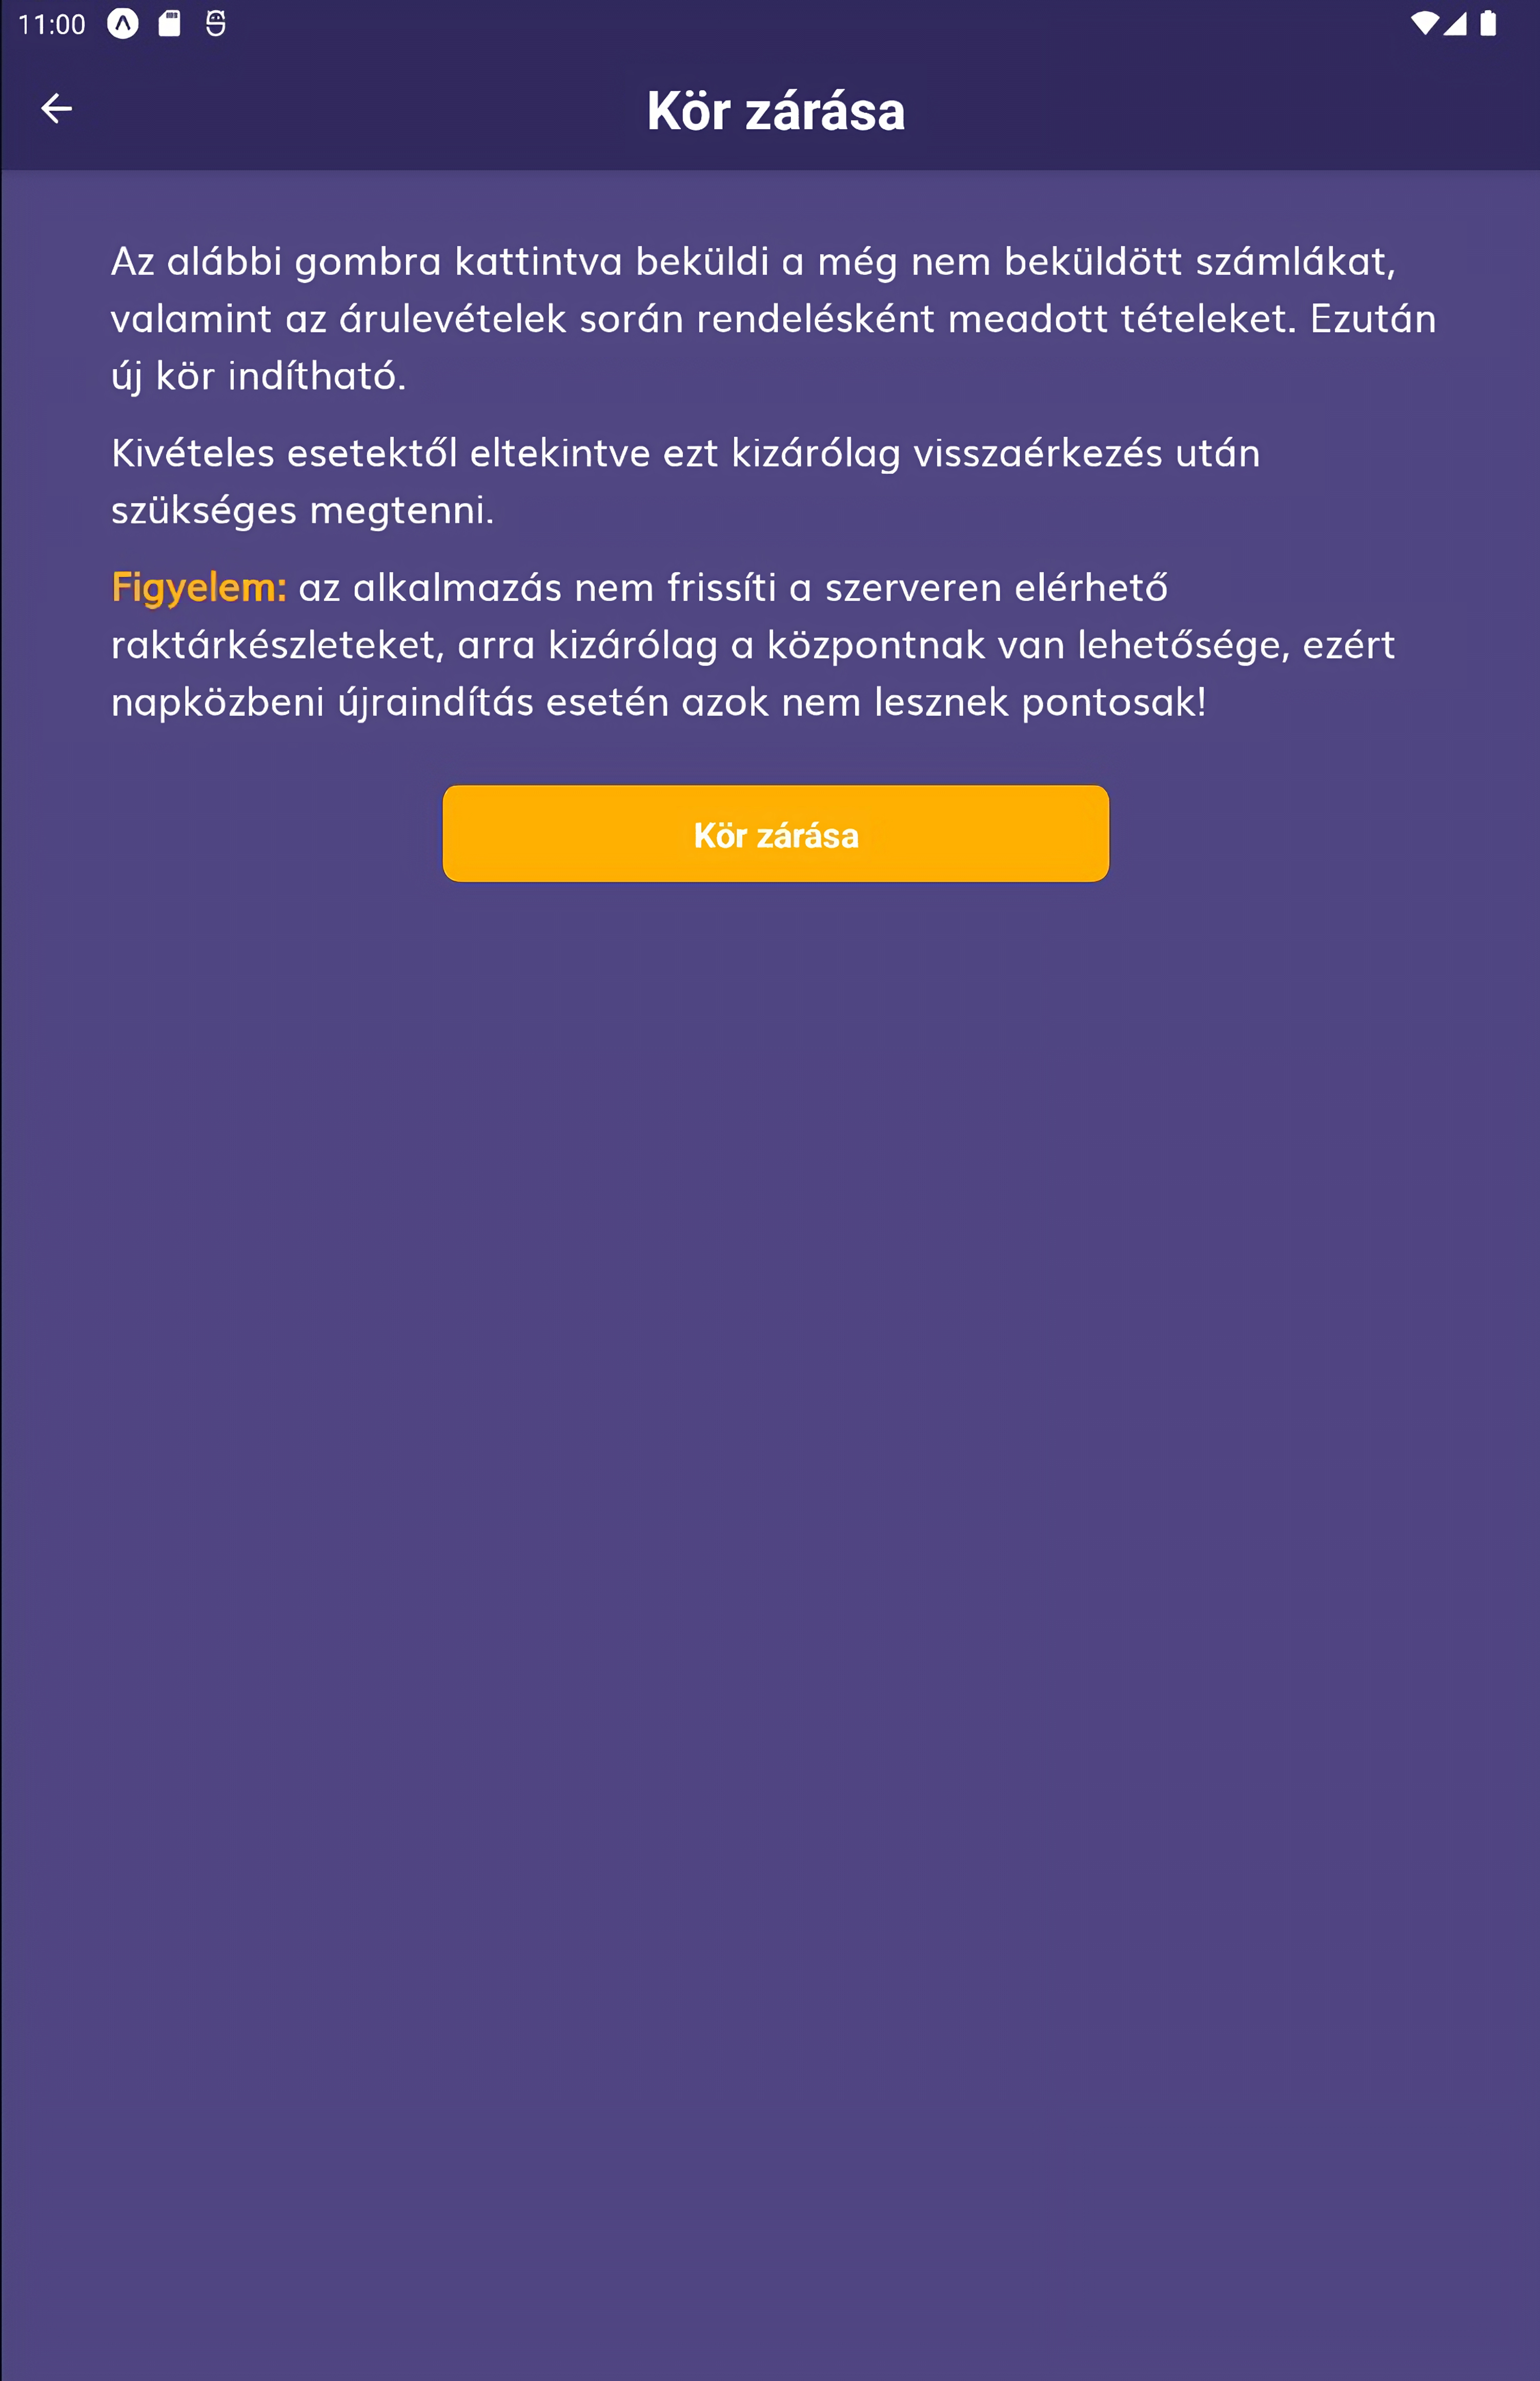 11:00
Kör zárása
Az alábbi gombra kattintva beküldi a még nem beküldött számlákat,
valamint az árulevételek során rendelésként meadott tételeket. Ezután
új kör indítható.
Kivételes esetektől eltekintve ezt kizárólag visszaérkezés után
szükséges megtenni.
Figyelem: az alkalmazás nem frissíti a szerveren elérhető
raktárkészleteket, arra kizárólag a központnak van lehetősége, ezért
napközbeni újraindítás esetén azok nem lesznek pontosak!
Kör zárása